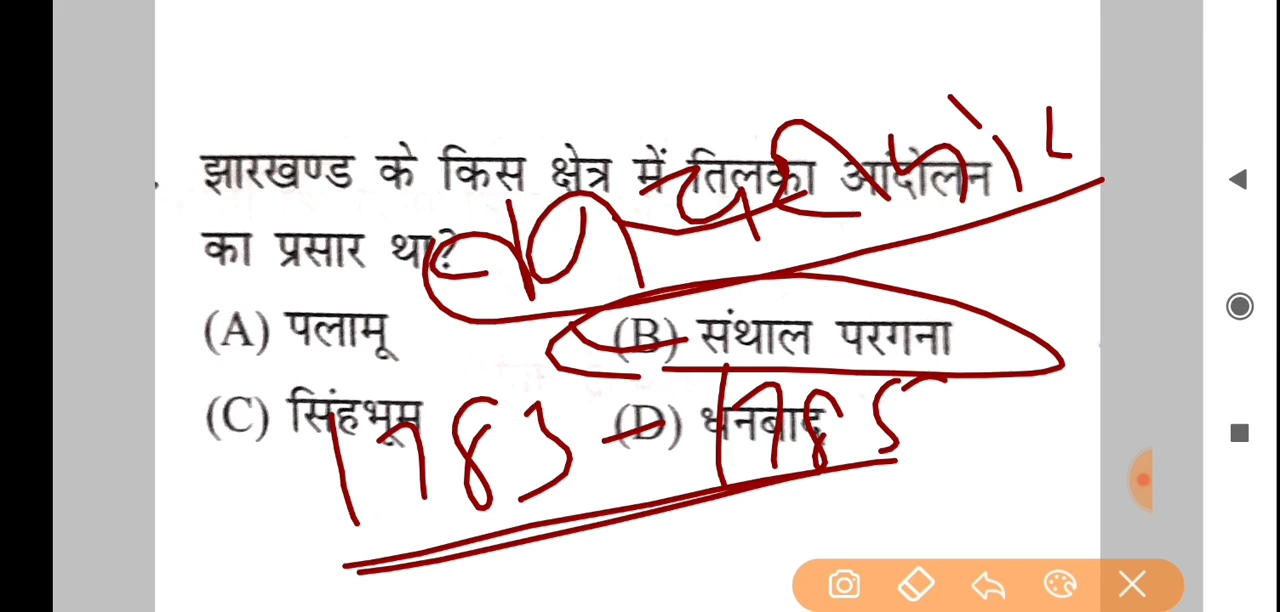 झारखण्ड के किस क्षेत्र में तिलका आंदोलन
का प्रसार था?
(A) पलामू (B) संथाल परगना
(C) सिंहभूम (D) धनबाद
1783 - 1785